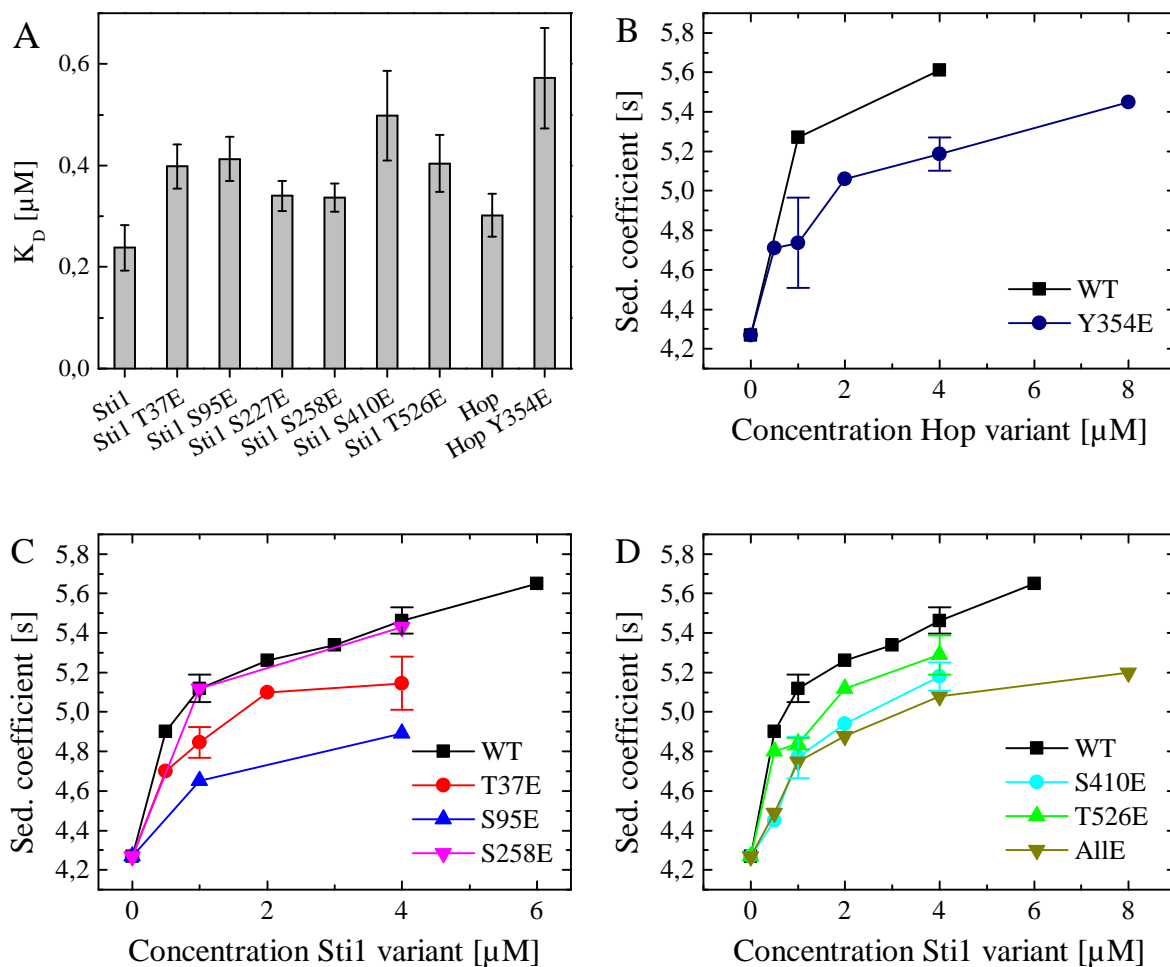 A
0,6
0,4
0,2
0,0
K_D [µM]
Sti1
Sti1 T37E
Sti1 S95E
Sti1 S227E
Sti1 S258E
Sti1 S410E
Sti1 T526E
Hop
Hop Y354E
B
5,8
5,6
5,4
5,2
5,0
4,8
4,6
4,4
4,2
Sed. coefficient [s]
WT
Y354E
0 2 4 6 8
Concentration Hop variant [µM]
C
5,8
5,6
5,4
5,2
5,0
4,8
4,6
4,4
4,2
Sed. coefficient [s]
WT
T37E
S95E
S258E
0 2 4 6
Concentration Sti1 variant [µM]
D
5,8
5,6
5,4
5,2
5,0
4,8
4,6
4,4
4,2
Sed. coefficient [s]
WT
S410E
T526E
AllE
0 2 4 6 8
Concentration Sti1 variant [µM]